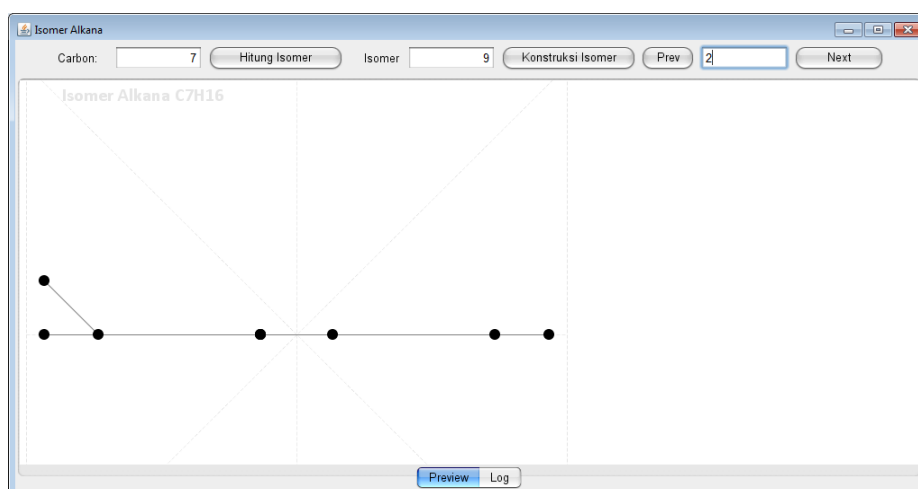 Isomer Alkana
Carbon: 7 Hitung Isomer Isomer 9 Konstruksi Isomer Prev 2 Next
Isomer Alkana C7H16
Preview Log